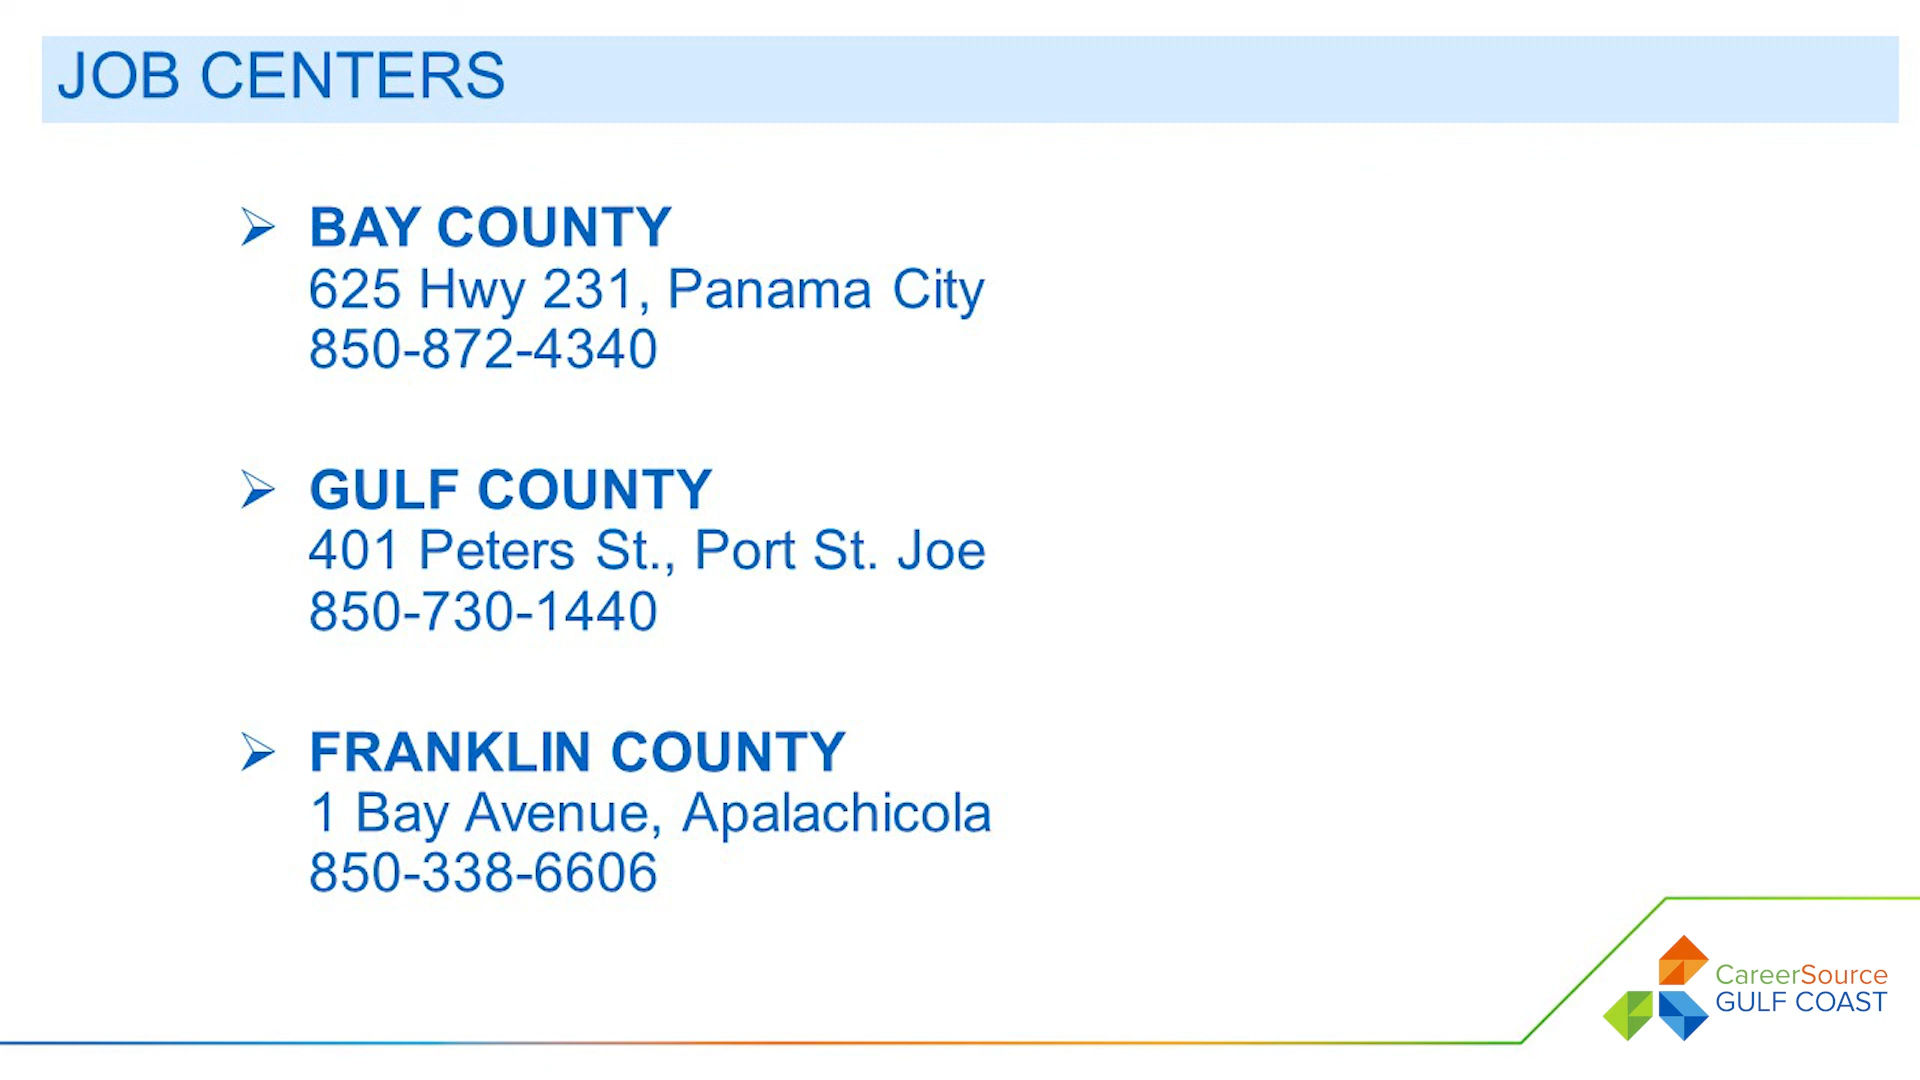 JOB CENTERS
BAY COUNTY
625 Hwy 231, Panama City
850-872-4340
GULF COUNTY
401 Peters St., Port St. Joe
850-730-1440
FRANKLIN COUNTY
1 Bay Avenue, Apalachicola
850-338-6606
CareerSource
GULF COAST